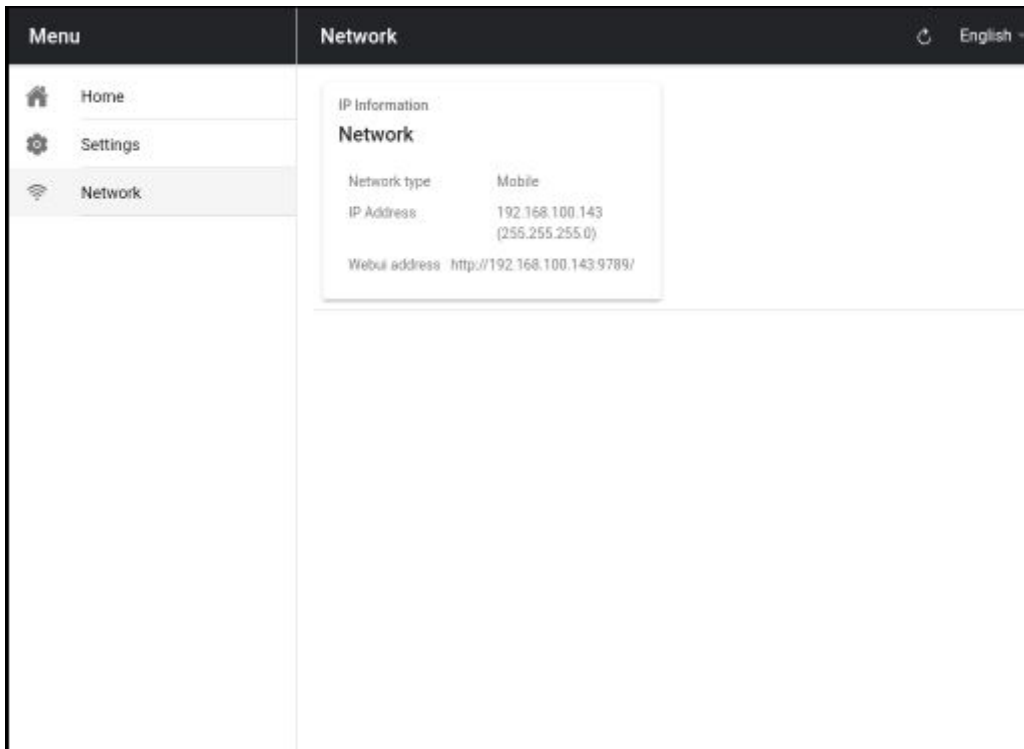 Menu
Network
English
Home
Settings
Network
IP Information
Network
Network type Mobile
IP Address 192.168.100.143
(255.255.255.0)
Webui address http://192.168.100.143:9789/